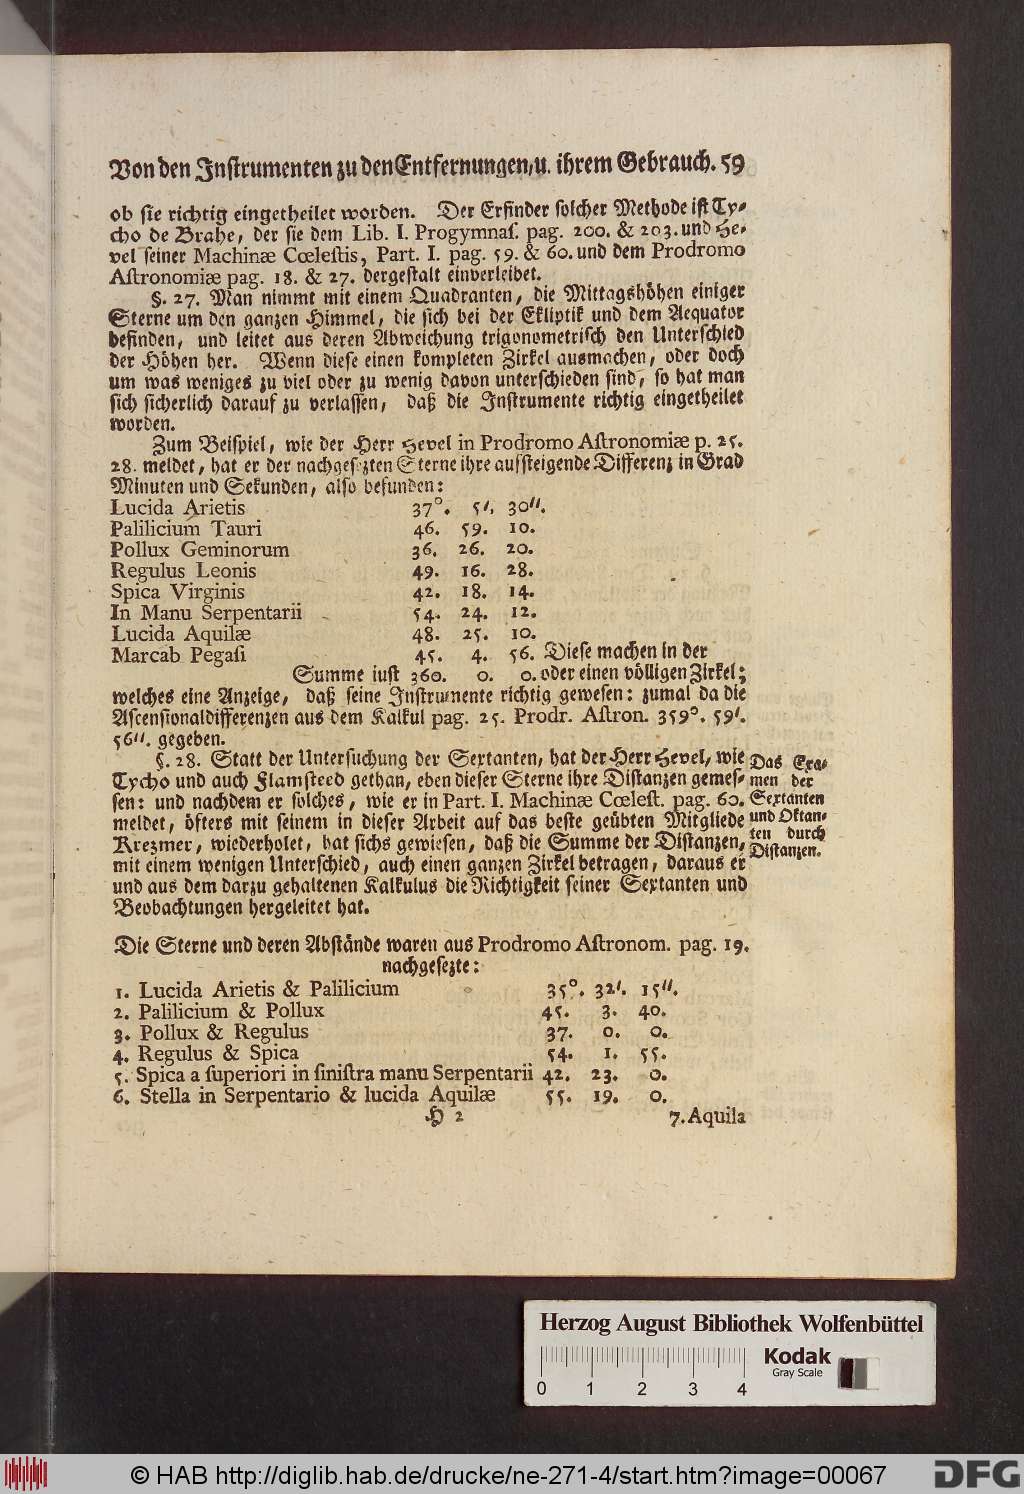 Von den Instrumenten zu den Entfernungen, u. ihrem Gebrauch. 59
ob sie richtig eingetheilet worden. Der Erfinder solcher Methode ist Ty-
cho de Brahe, der sie dem Lib. I. Progymnaſ. pag. 200. & 203. und He-
vel seiner Machinæ Cœleſtis, Part. I. pag. 59. & 60. und dem Prodromo
Aſtronomiæ pag. 18. & 27. dergestalt einverleibet.
§. 27. Man nimmt mit einem Quadranten, die Mittagshöhen einiger
Sterne um den ganzen Himmel, die sich bei der Ekliptik und dem Aequator
befinden, und leitet aus deren Abweichung trigonometrisch den Unterschied
der Höhen her. Wenn diese einen kompleten Zirkel ausmachen, oder doch
um was weniges zu viel oder zu wenig davon unterschieden sind, so hat man
sich sicherlich darauf zu verlassen, daß die Instrumente richtig eingetheilet
worden.
Zum Beispiel, wie der Herr Hevel in Prodromo Aſtronomiæ p. 25.
28. meldet, hat er der nachgesezten Sterne ihre aufsteigende Differenz in Grad
Minuten und Sekunden, also befunden:
Lucida Arietis 37°. 5′. 30″.
Palilicium Tauri 46. 59. 10.
Pollux Geminorum 36. 26. 20.
Regulus Leonis 49. 16. 28.
Spica Virginis 42. 18. 14.
In Manu Serpentarii 54. 24. 12.
Lucida Aquilæ 48. 25. 10.
Marcab Pegaſi 45. 4. 56. Diese machen in der
Summe just 360. 0. 0. oder einen völligen Zirkel;
welches eine Anzeige, daß seine Instrumente richtig gewesen: zumal da die
Ascensionaldifferenzen aus dem Kalkul pag. 25. Prodr. Aſtron. 359°. 59′.
56″. gegeben.
§. 28. Statt der Untersuchung der Sextanten, hat der Herr Hevel, wie
Tycho und auch Flamsteed gethan, eben dieser Sterne ihre Distanzen gemes-
sen: und nachdem er solches, wie er in Part. I. Machinæ Cœleſt. pag. 60.
meldet, öfters mit seinem in dieser Arbeit auf das beste geübten Mitgliede
Krezmer, wiederholet, hat sichs gewiesen, daß die Summe der Distanzen,
mit einem wenigen Unterschied, auch einen ganzen Zirkel betragen, daraus er
und aus dem darzu gehaltenen Kalkulus die Richtigkeit seiner Sextanten und
Beobachtungen hergeleitet hat.
Das Exa-
men der
Sextanten
und Oktan-
ten durch
Distanzen.
Die Sterne und deren Abstände waren aus Prodromo Aſtronom. pag. 19.
nachgesezte:
1. Lucida Arietis & Palilicium 35°. 32′. 15″.
2. Palilicium & Pollux 45. 3. 40.
3. Pollux & Regulus 37. 0. 0.
4. Regulus & Spica 54. 1. 55.
5. Spica a ſuperiori in ſiniſtra manu Serpentarii 42. 23. 0.
6. Stella in Serpentario & lucida Aquilæ 55. 19. 0.
H 2 7. Aquila
Herzog August Bibliothek Wolfenbüttel
0 1 2 3 4
Kodak
Gray Scale
© HAB http://diglib.hab.de/drucke/ne-271-4/start.htm?image=00067
DFG